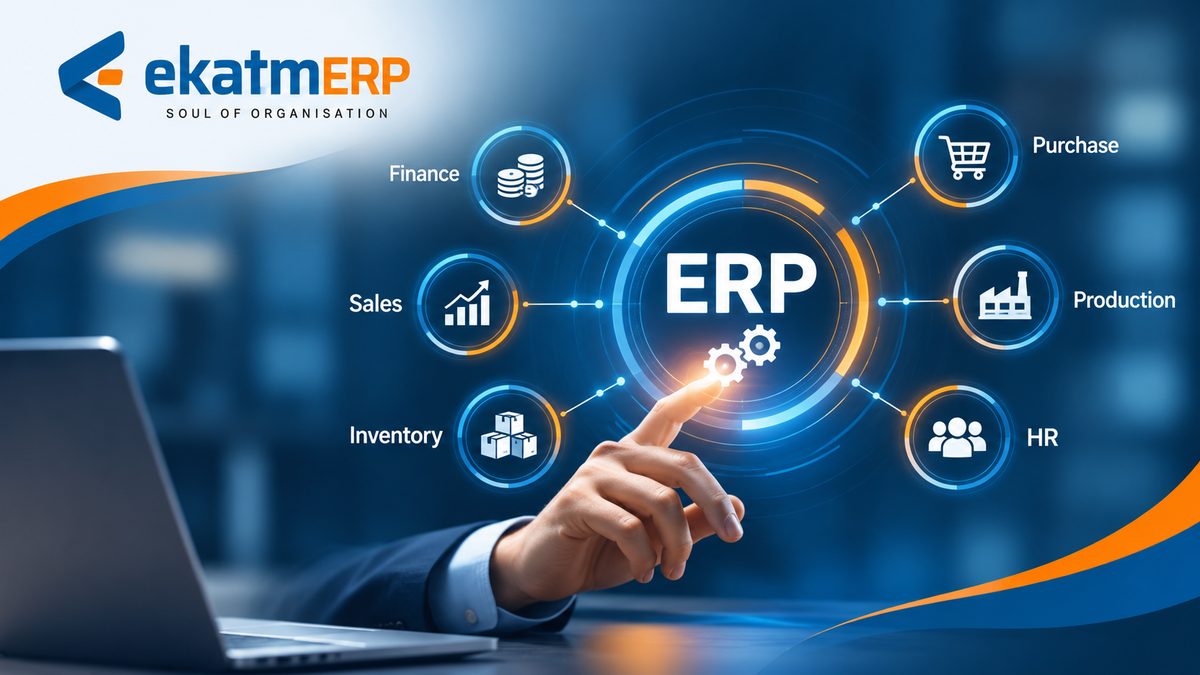 ekatmERP
SOUL OF ORGANISATION
Finance
Purchase
ERP
Sales
Production
Inventory
HR